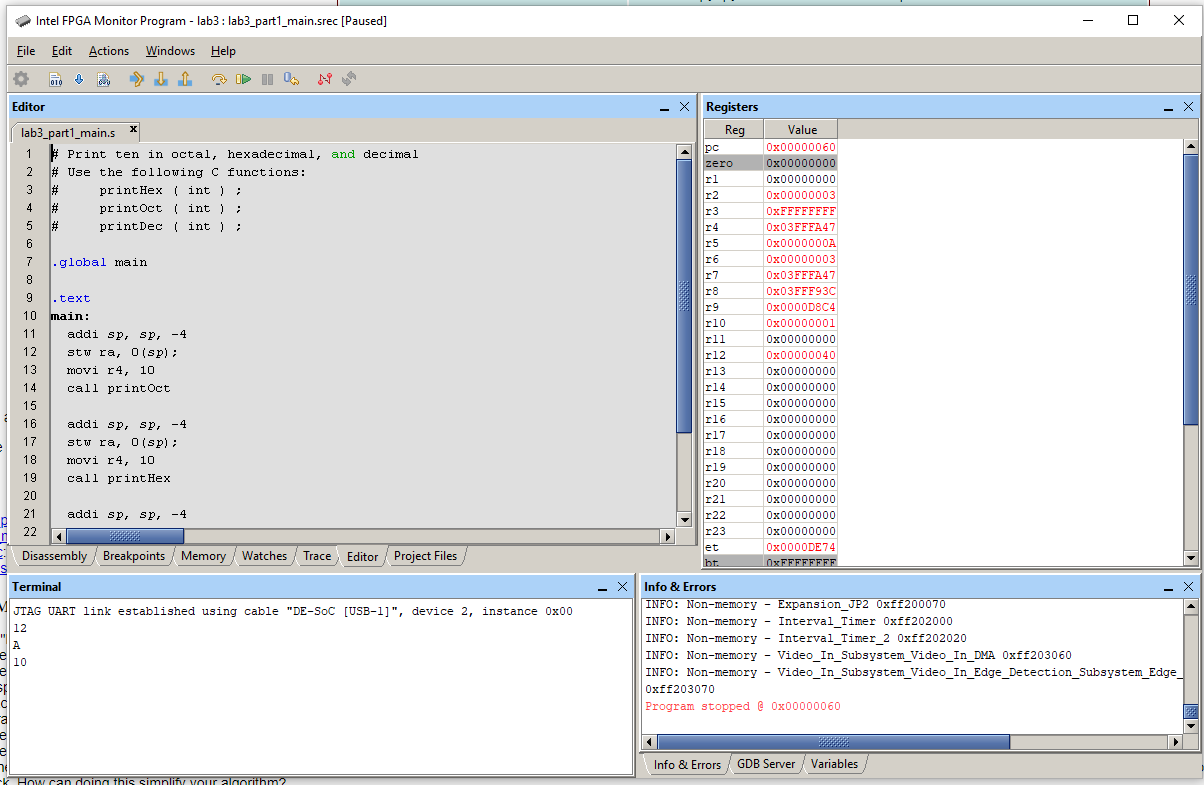 Intel FPGA Monitor Program - lab3 : lab3_part1_main.srec [Paused]
File Edit Actions Windows Help
Editor
lab3_part1_main.s x
1 # Print ten in octal, hexadecimal, and decimal
2 # Use the following C functions:
3 # printHex ( int ) ;
4 # printOct ( int ) ;
5 # printDec ( int ) ;
6
7 .global main
8
9 .text
10 main:
11 addi sp, sp, -4
12 stw ra, 0(sp);
13 movi r4, 10
14 call printOct
15
16 addi sp, sp, -4
17 stw ra, 0(sp);
18 movi r4, 10
19 call printHex
20
21 addi sp, sp, -4
22
Disassembly Breakpoints Memory Watches Trace Editor Project Files
Registers
Reg Value
pc 0x00000060
zero 0x00000000
r1 0x00000000
r2 0x00000003
r3 0xFFFFFFFF
r4 0x03FFFA47
r5 0x0000000A
r6 0x00000003
r7 0x03FFFA47
r8 0x03FFF93C
r9 0x0000D8C4
r10 0x00000001
r11 0x00000000
r12 0x00000040
r13 0x00000000
r14 0x00000000
r15 0x00000000
r16 0x00000000
r17 0x00000000
r18 0x00000000
r19 0x00000000
r20 0x00000000
r21 0x00000000
r22 0x00000000
r23 0x00000000
et 0x0000DE74
bt 0xFFFFFFFF
Terminal
JTAG UART link established using cable "DE-SoC [USB-1]", device 2, instance 0x00
12
A
10
Info & Errors
INFO: Non-memory - Expansion_JP2 0xff200070
INFO: Non-memory - Interval_Timer 0xff202000
INFO: Non-memory - Interval_Timer_2 0xff202020
INFO: Non-memory - Video_In_Subsystem_Video_In_DMA 0xff203060
INFO: Non-memory - Video_In_Subsystem_Video_In_Edge_Detection_Subsystem_Edge_
0xff203070
Program stopped @ 0x00000060
Info & Errors GDB Server Variables
How can doing this simplify your algorithm?